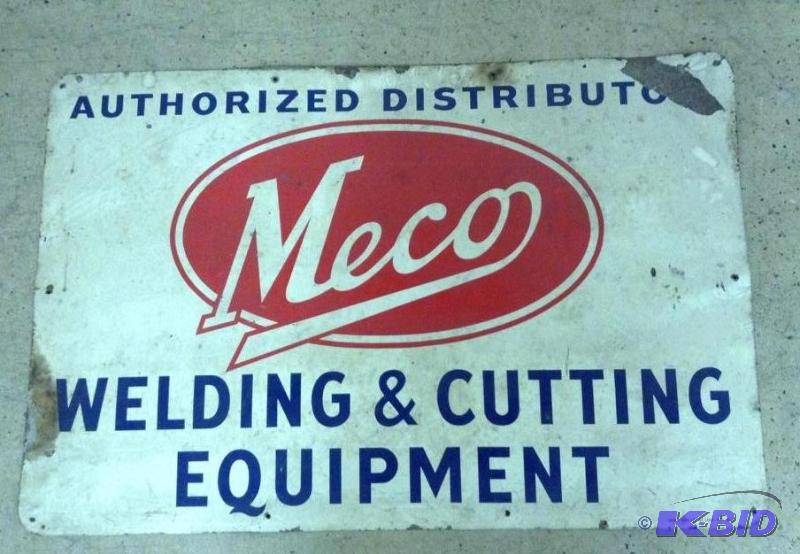 AUTHORIZED DISTRIBUTO
Meco
WELDING & CUTTING
EQUIPMENT
© K-BID